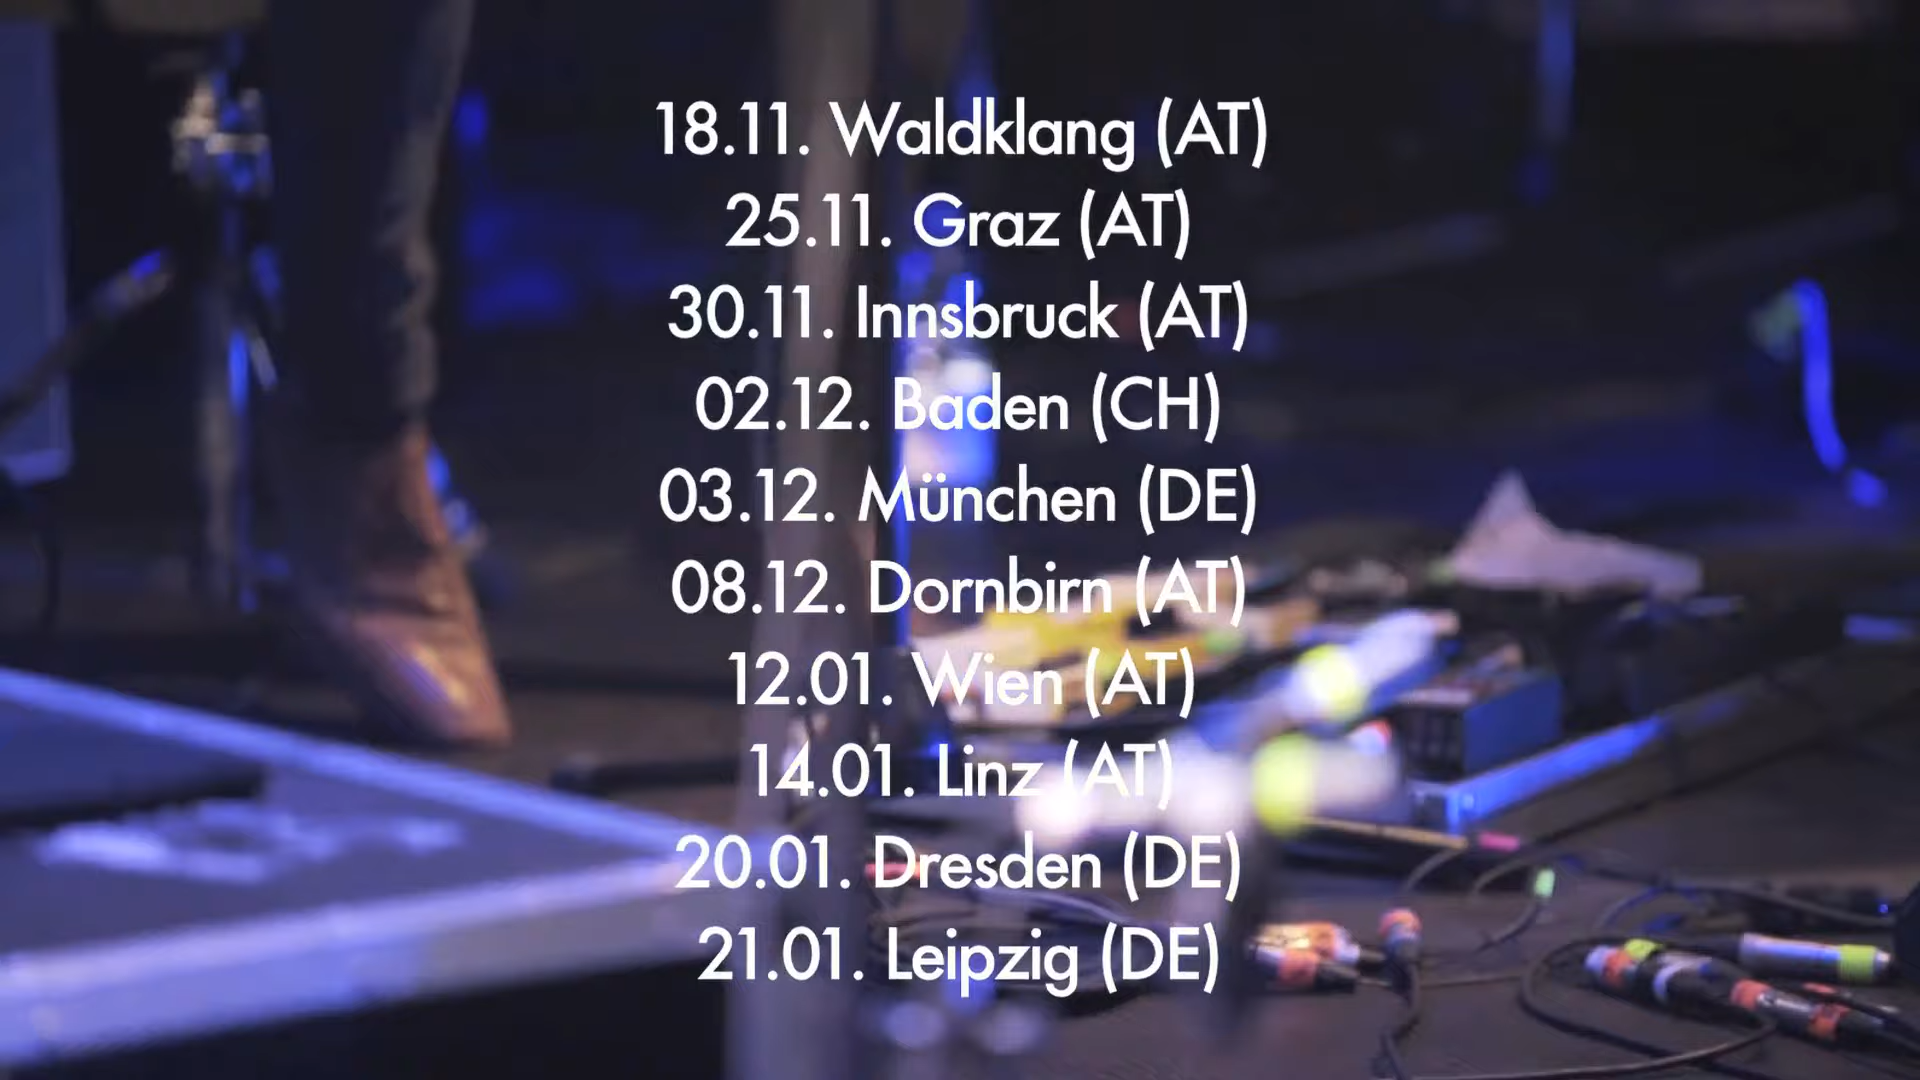 18.11. Waldklang (AT)
25.11. Graz (AT)
30.11. Innsbruck (AT)
02.12. Baden (CH)
03.12. München (DE)
08.12. Dornbirn (AT)
12.01. Wien (AT)
14.01. Linz (AT)
20.01. Dresden (DE)
21.01. Leipzig (DE)